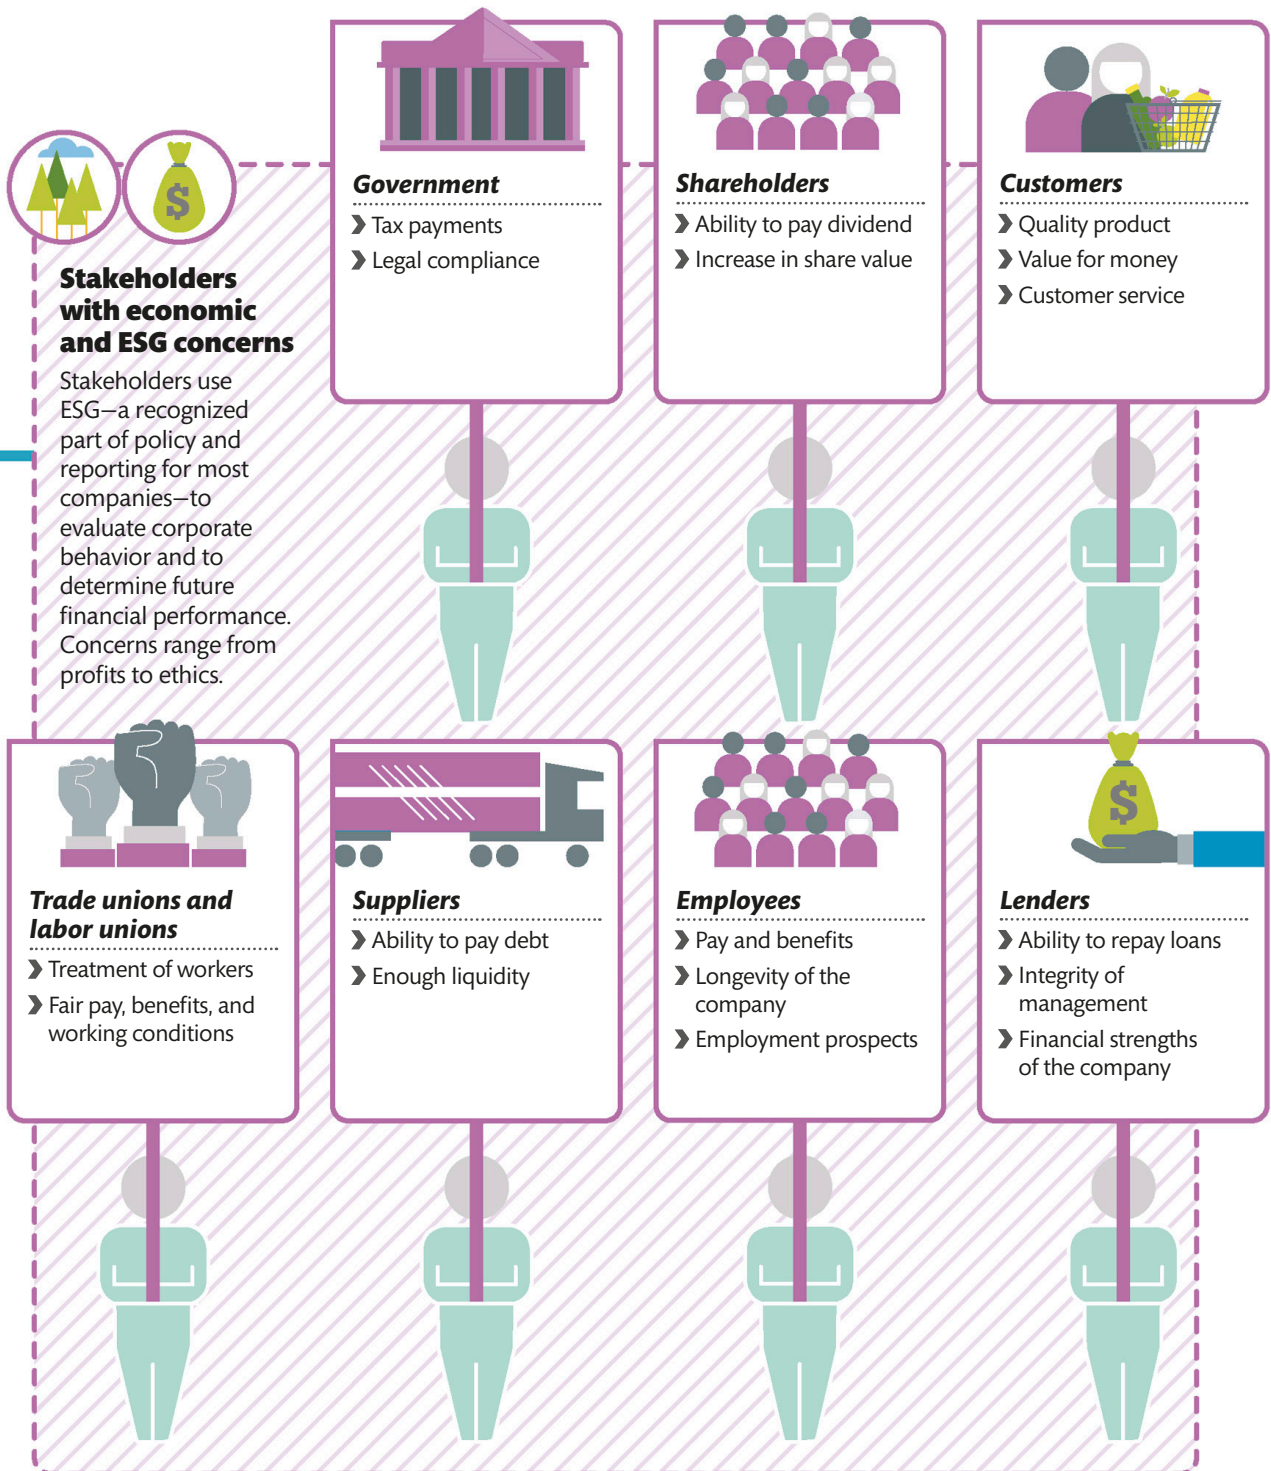 Stakeholders
with economic
and ESG concerns
Stakeholders use
ESG—a recognized
part of policy and
reporting for most
companies—to
evaluate corporate
behavior and to
determine future
financial performance.
Concerns range from
profits to ethics.
$
Government
❯ Tax payments
❯ Legal compliance
Shareholders
❯ Ability to pay dividend
❯ Increase in share value
Customers
❯ Quality product
❯ Value for money
❯ Customer service
Trade unions and
labor unions
❯ Treatment of workers
❯ Fair pay, benefits, and
working conditions
Suppliers
❯ Ability to pay debt
❯ Enough liquidity
Employees
❯ Pay and benefits
❯ Longevity of the
company
❯ Employment prospects
$
Lenders
❯ Ability to repay loans
❯ Integrity of
management
❯ Financial strengths
of the company